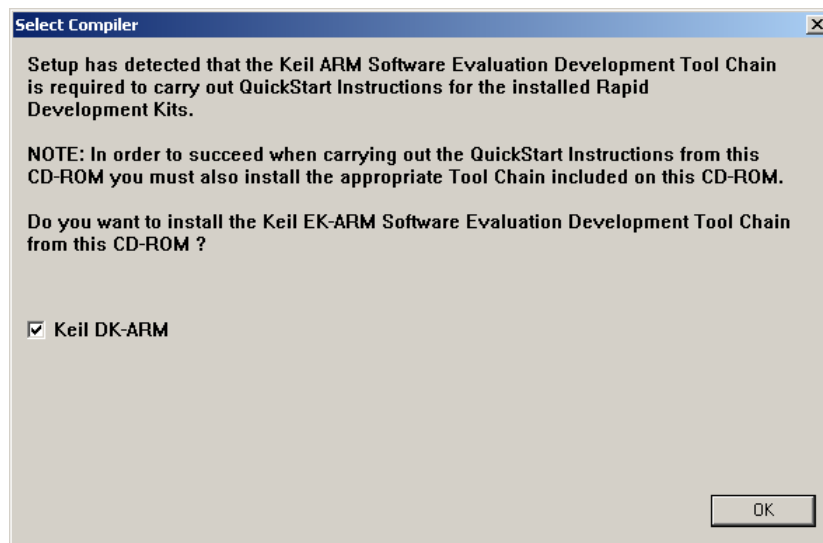 Select Compiler
Setup has detected that the Keil ARM Software Evaluation Development Tool Chain
is required to carry out QuickStart Instructions for the installed Rapid
Development Kits.
NOTE: In order to succeed when carrying out the QuickStart Instructions from this
CD-ROM you must also install the appropriate Tool Chain included on this CD-ROM.
Do you want to install the Keil EK-ARM Software Evaluation Development Tool Chain
from this CD-ROM ?
Keil DK-ARM
OK